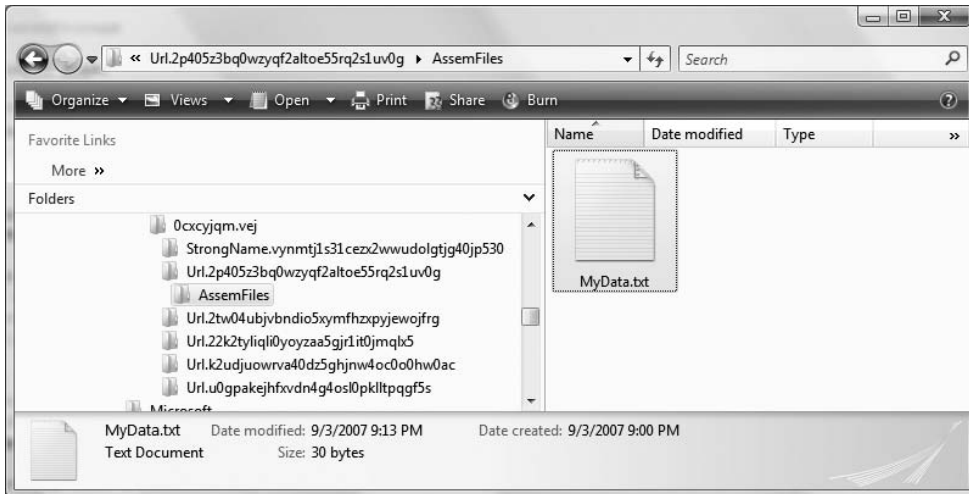 « Url.2p405z3bq0wzyqf2altoe55rq2s1uv0g ▸ AssemFiles
Search
Organize Views Open Print Share Burn
Favorite Links
More »
Folders
Name Date modified Type »
0cxcyjqm.vej
StrongName.vynmtj1s31cezx2wwudolgtjg40jp530
Url.2p405z3bq0wzyqf2altoe55rq2s1uv0g
AssemFiles
Url.2tw04ubjvbndio5xymfhzxpyjewojfrg
Url.22k2tyliqli0yoyzaa5gjr1it0jmqlx5
Url.k2udjuowrva40dz5ghjnw4oc0o0hw0ac
Url.u0gpakejhfxvdn4g4osl0pklltpqgf5s
Microsoft
MyData.txt
MyData.txt Date modified: 9/3/2007 9:13 PM Date created: 9/3/2007 9:00 PM
Text Document Size: 30 bytes